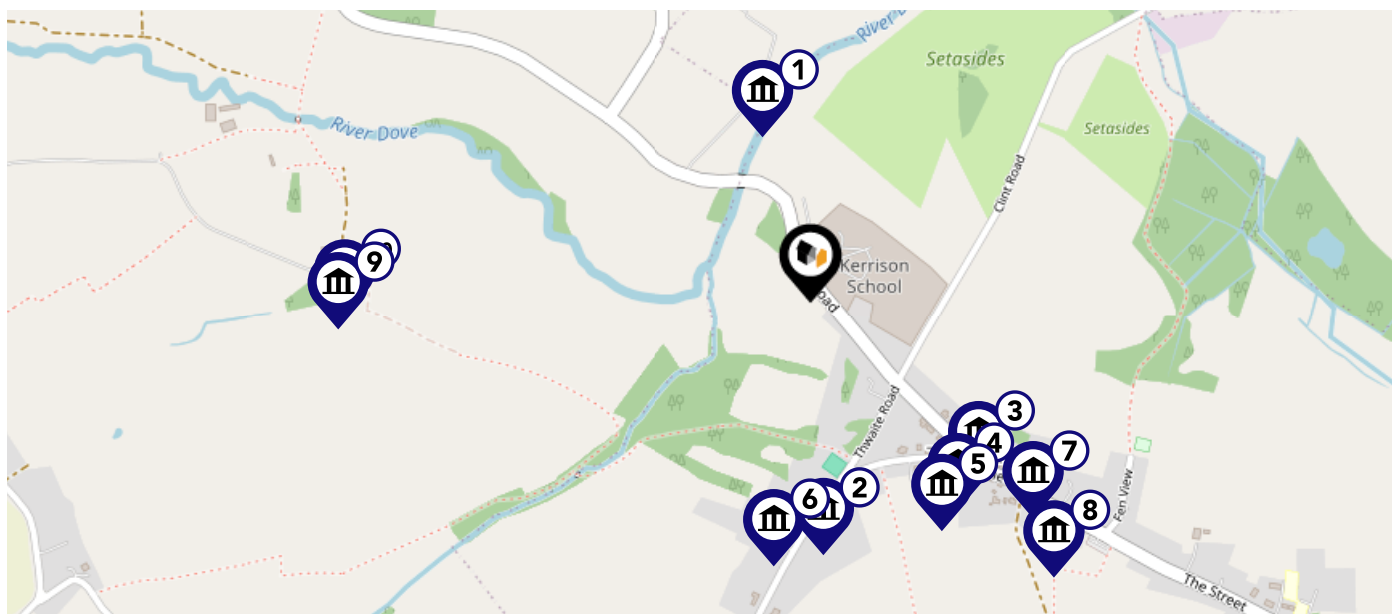 River
Setasides
1
Setasides
River Dove
Clint Road
9
Kerrison
School
oad
Thwaite Road
3
4
5
7
6
2
8
Fen View
The Street